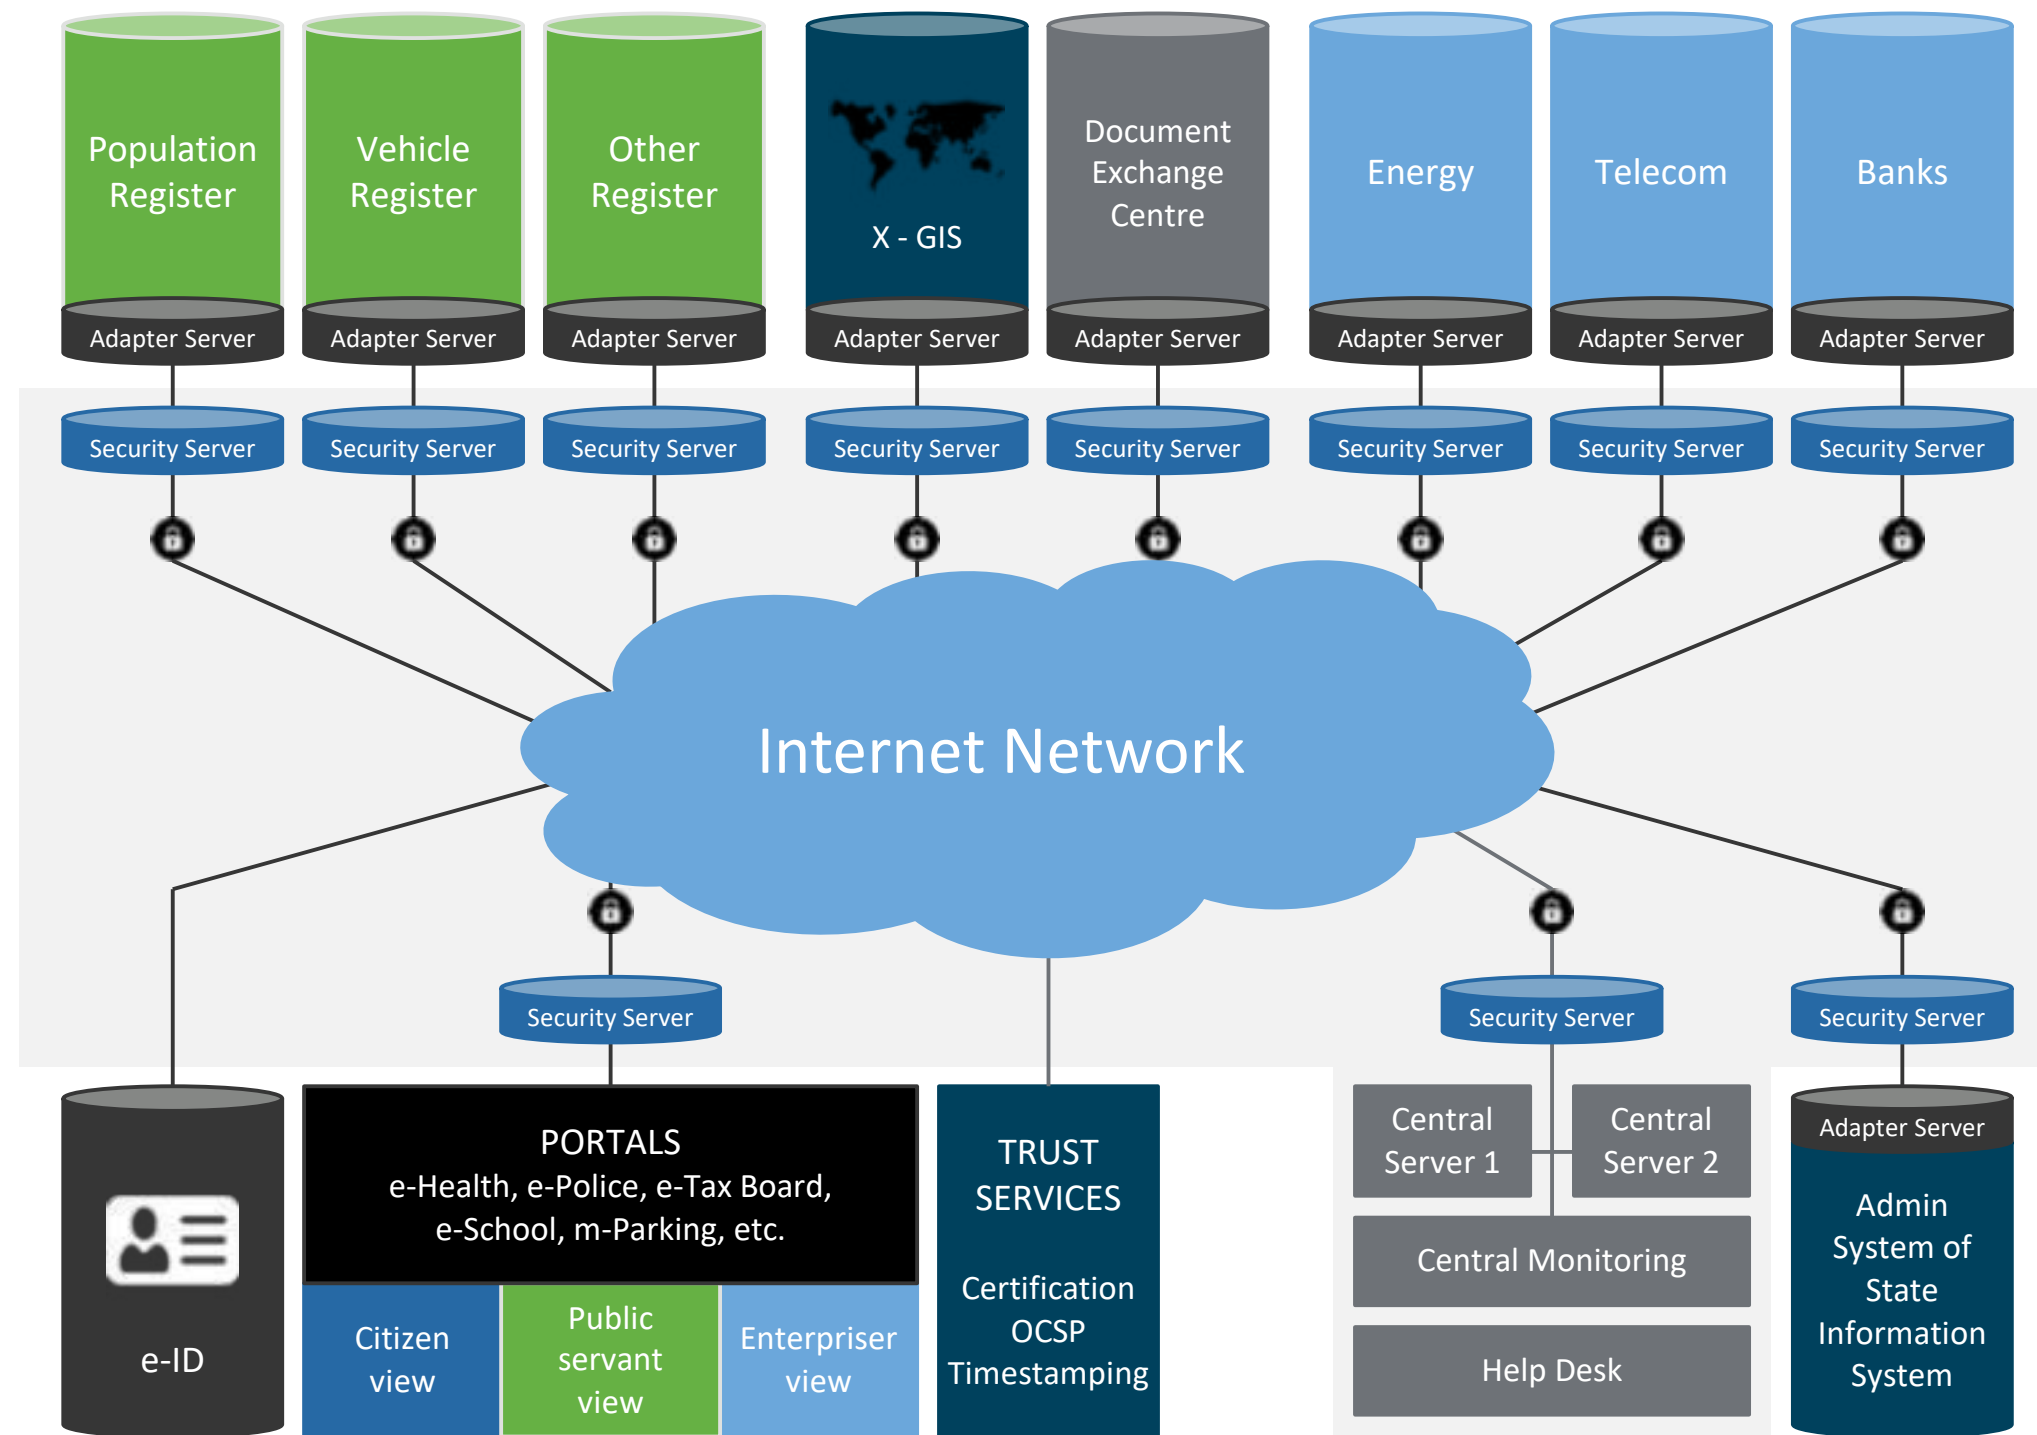 Population
Register
Vehicle
Register
Other
Register
X - GIS
Document
Exchange
Centre
Energy
Telecom
Banks
Adapter Server
Adapter Server
Adapter Server
Adapter Server
Adapter Server
Adapter Server
Adapter Server
Adapter Server
Security Server
Security Server
Security Server
Security Server
Security Server
Security Server
Security Server
Security Server
Internet Network
Security Server
Security Server
Security Server
e-ID
PORTALS
e-Health, e-Police, e-Tax Board,
e-School, m-Parking, etc.
Citizen
view
Public
servant
view
Enterpriser
view
TRUST
SERVICES
Certification
OCSP
Timestamping
Central
Server 1
Central
Server 2
Central Monitoring
Help Desk
Adapter Server
Admin
System of
State
Information
System